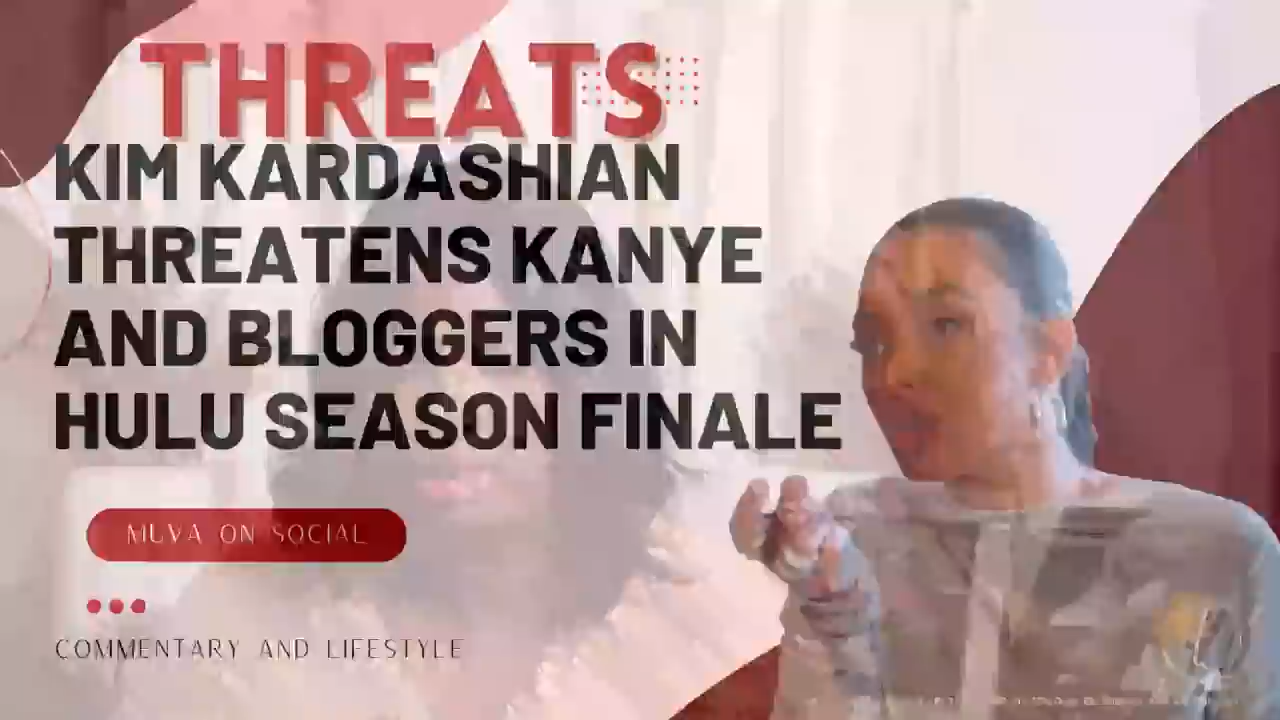 THREATS
KIM KARDASHIAN
THREATENS KANYE
AND BLOGGERS IN
HULU SEASON FINALE
MUVA ON SOCIAL
COMMENTARY AND LIFESTYLE